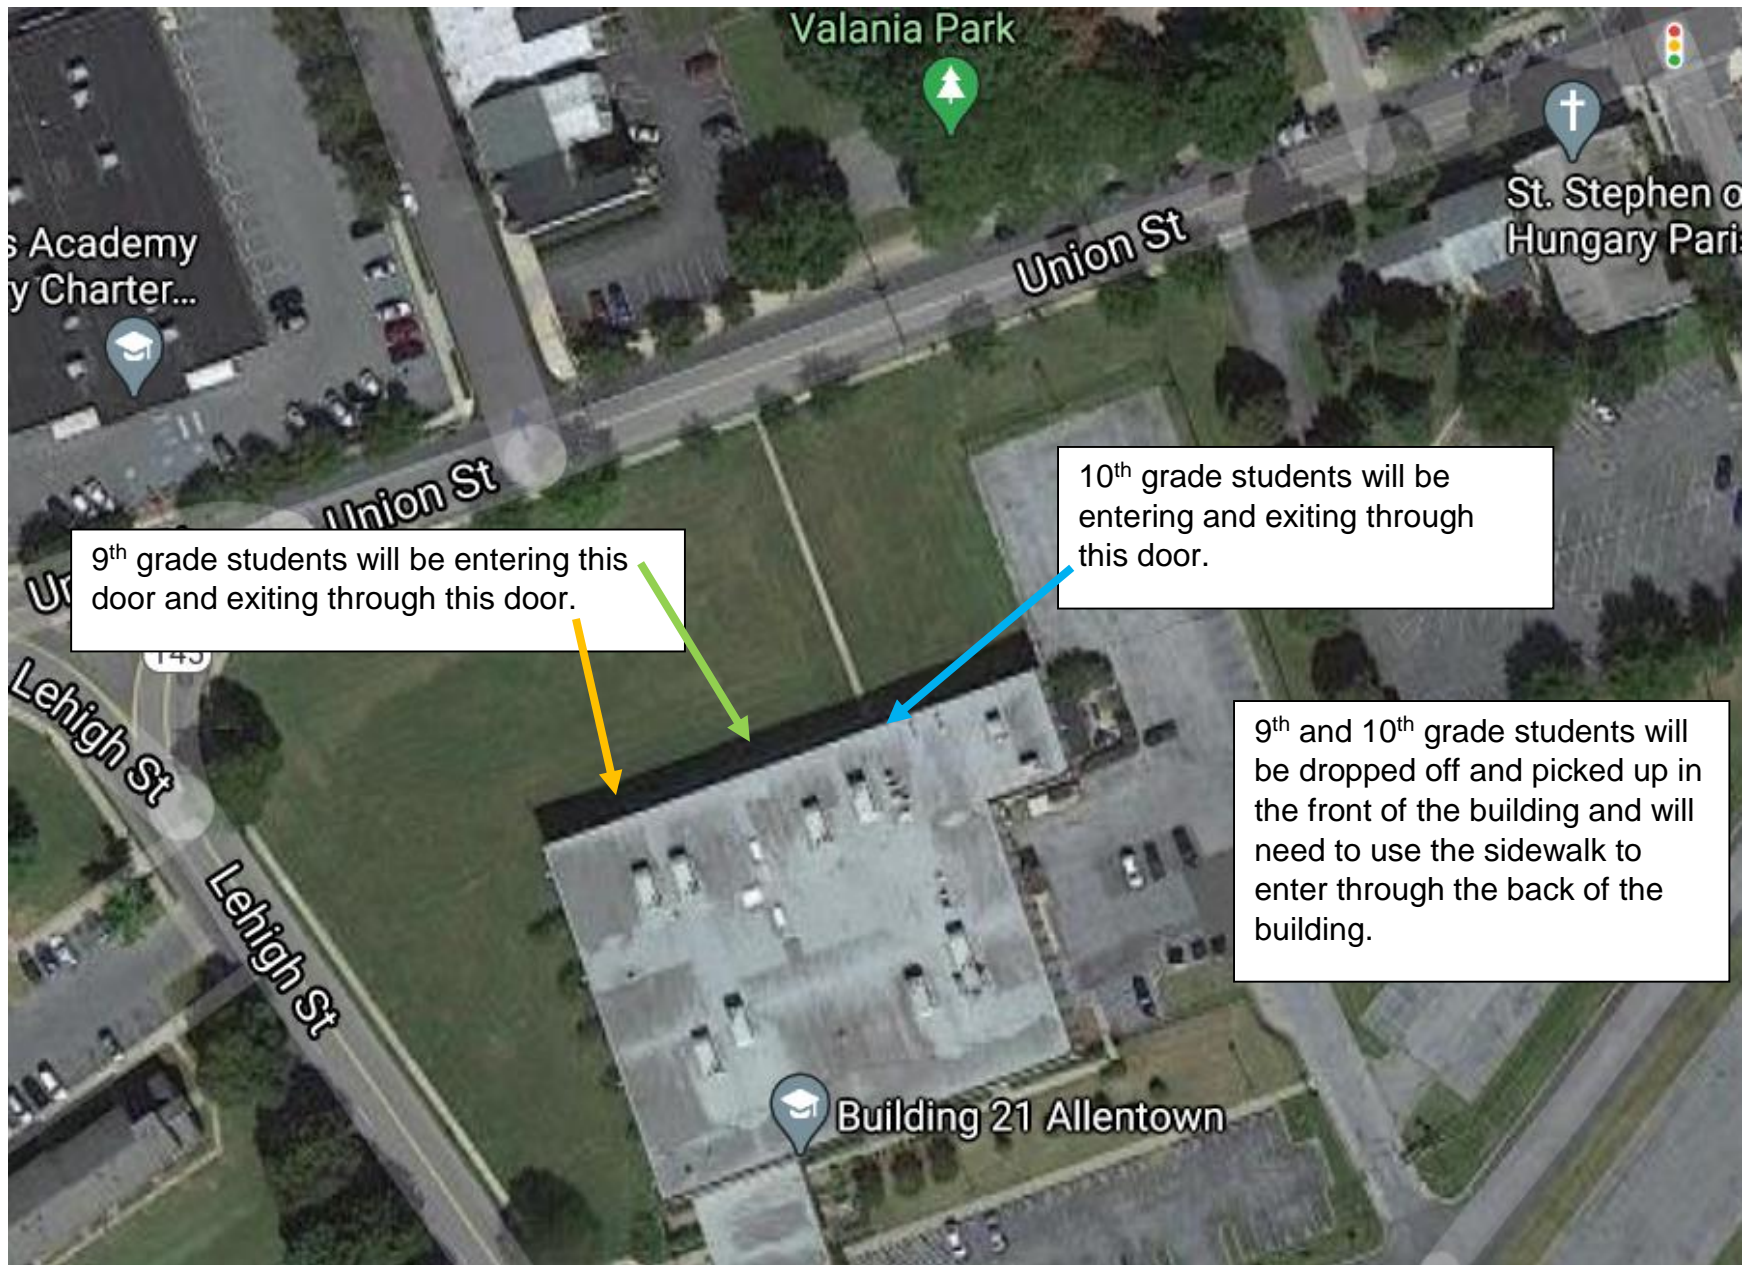 Valania Park
St. Stephen o
Hungary Pari
s Academy
y Charter...
Union St
Union St
10th grade students will be
entering and exiting through
this door.
9th grade students will be entering this
door and exiting through this door.
Un
145
Lehigh St
9th and 10th grade students will
be dropped off and picked up in
the front of the building and will
need to use the sidewalk to
enter through the back of the
building.
Lehigh St
Building 21 Allentown